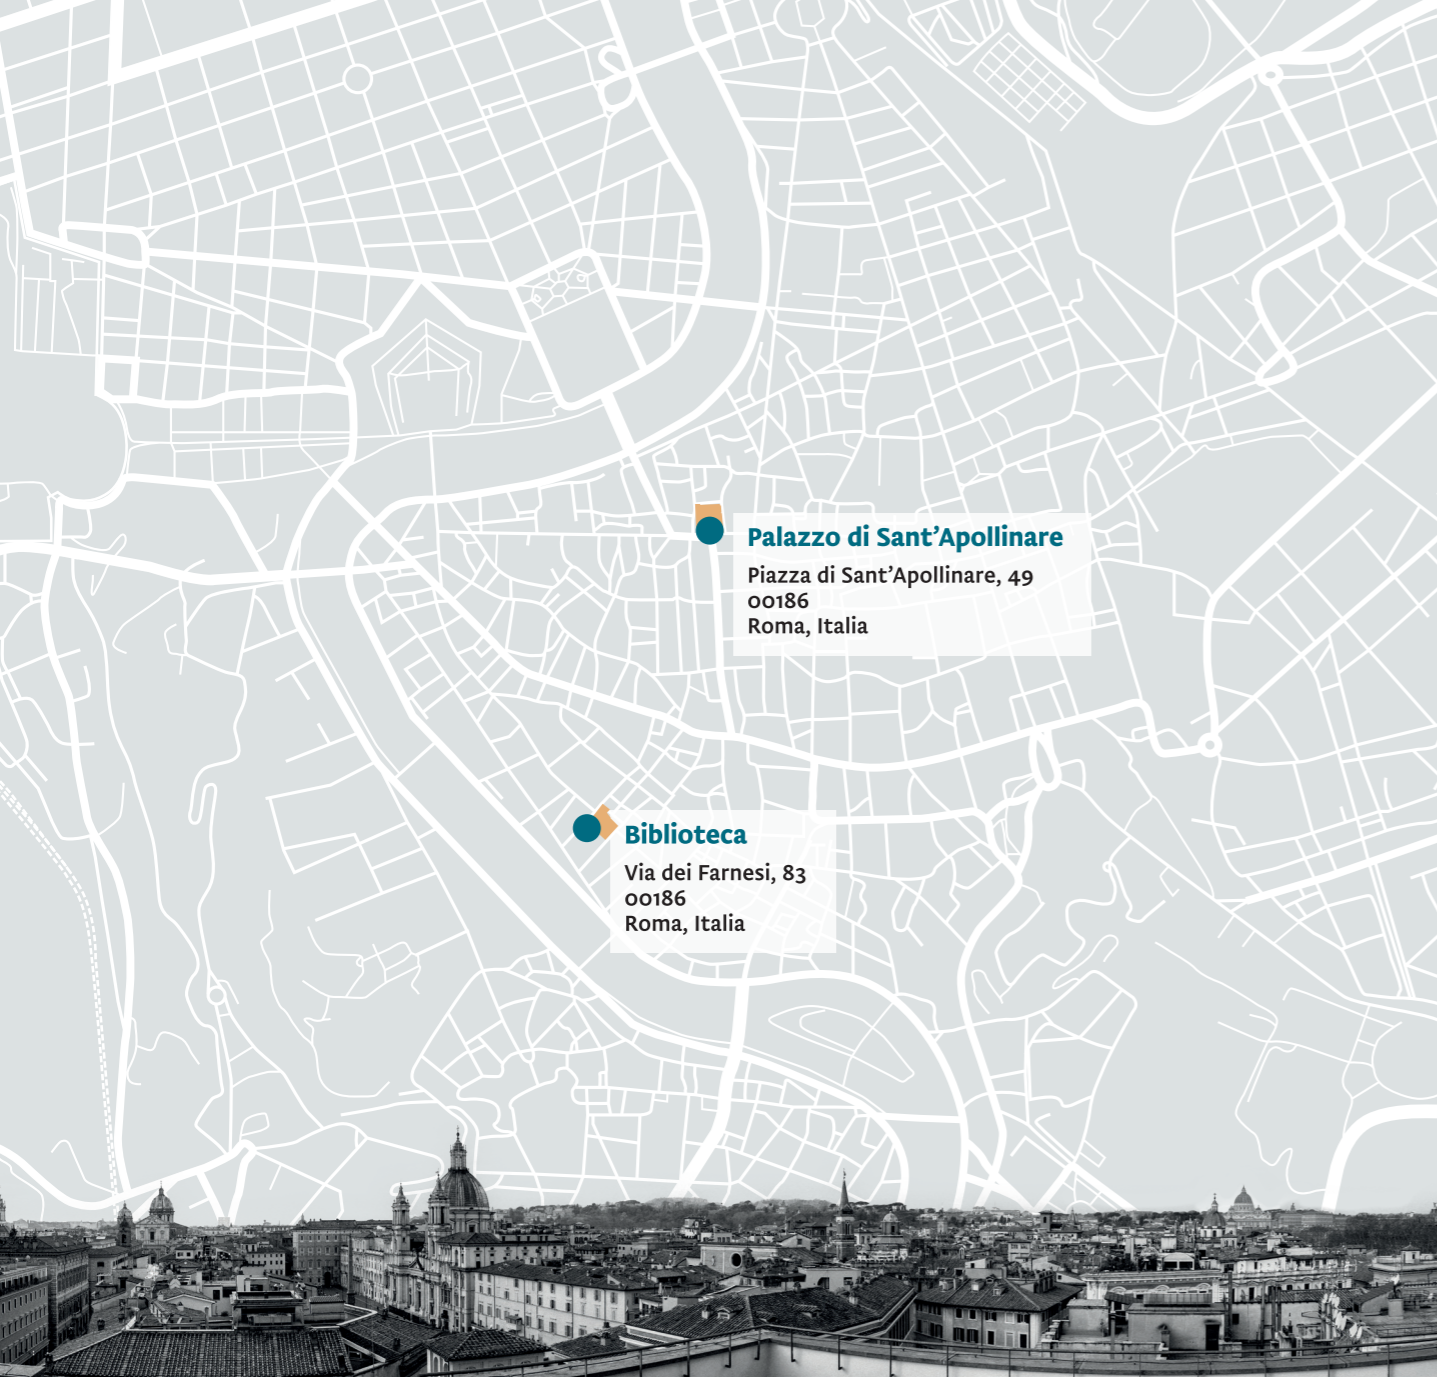 Palazzo di Sant’Apollinare
Piazza di Sant’Apollinare, 49
00186
Roma, Italia
Biblioteca
Via dei Farnesi, 83
00186
Roma, Italia